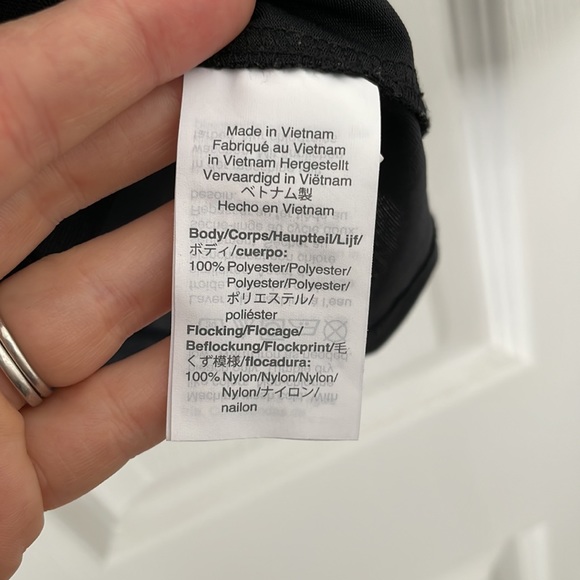 Made in Vietnam
Fabriqué au Vietnam
in Vietnam Hergestellt
Vervaardigd in Viëtnam
ベトナム製
Hecho en Vietnam
Body/Corps/Hauptteil/Lijf/
ボディ/cuerpo:
100% Polyester/Polyester/
Polyester/Polyester/
ポリエステル/
poliéster
Flocking/Flocage/
Beflockung/Flockprint/毛
くず模様/flocadura:
100% Nylon/Nylon/Nylon/
Nylon/ナイロン/
nailon